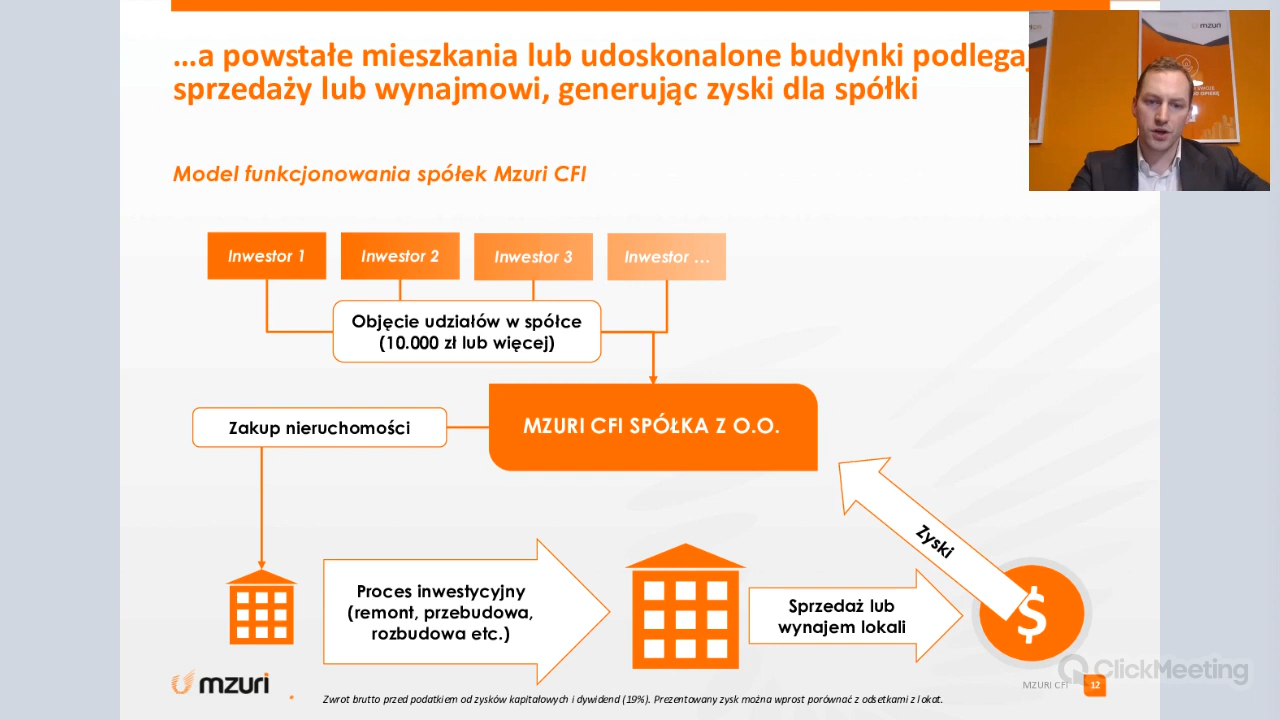 ...a powstałe mieszkania lub udoskonalone budynki podlegaj
sprzedaży lub wynajmowi, generując zyski dla spółki
Model funkcjonowania spółek Mzuri CFI
Inwestor 1
Inwestor 2
Inwestor 3
Inwestor ...
Objęcie udziałów w spółce
(10.000 zł lub więcej)
MZURI CFI SPÓŁKA Z O.O.
Zakup nieruchomości
Zyski
Proces inwestycyjny
(remont, przebudowa,
rozbudowa etc.)
Sprzedaż lub
wynajem lokali
$
mzuri
Zwrot brutto przed podatkiem od zysków kapitałowych i dywidend (19%). Prezentowany zysk można wprost porównać z odsetkami z lokat.
MZURI CFI
12
ClickMeeting
mzuri